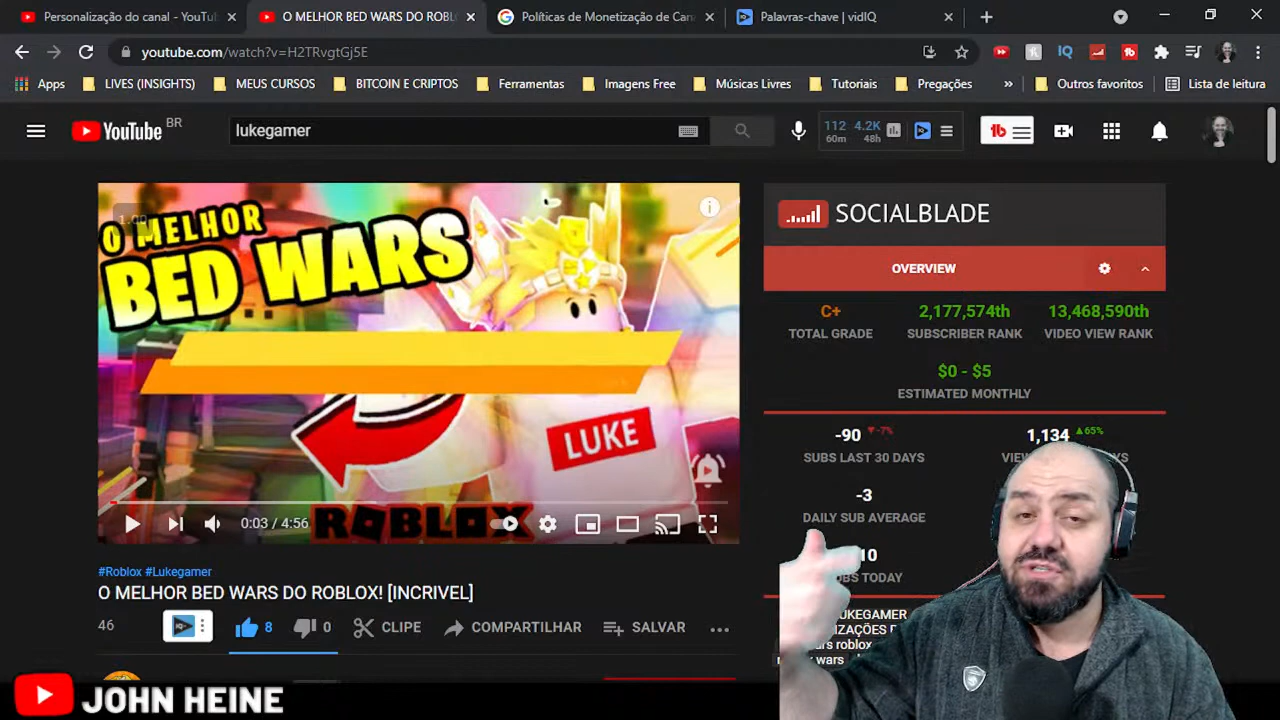 Personalização do canal - YouTu
O MELHOR BED WARS DO ROBL
Políticas de Monetização de Can
Palavras-chave | vidIQ
youtube.com/watch?v=H2TRvgtGj5E
Apps
LIVES (INSIGHTS)
MEUS CURSOS
BITCOIN E CRIPTOS
Ferramentas
Imagens Free
Músicas Livres
Tutoriais
Pregações
»
Outros favoritos
Lista de leitura
YouTube BR
lukegamer
112 4.2K
60m 48h
O MELHOR
BED WARS
LUKE
ROBLOX
0:03 / 4:56
#Roblox #Lukegamer
O MELHOR BED WARS DO ROBLOX! [INCRIVEL]
46
8
0
CLIPE
COMPARTILHAR
SALVAR
SOCIALBLADE
OVERVIEW
C+ 2,177,574th 13,468,590th
TOTAL GRADE SUBSCRIBER RANK VIDEO VIEW RANK
$0 - $5
ESTIMATED MONTHLY
-90 -7% 1,134 65%
SUBS LAST 30 DAYS
-3
DAILY SUB AVERAGE
10
TODAY
JOHN HEINE